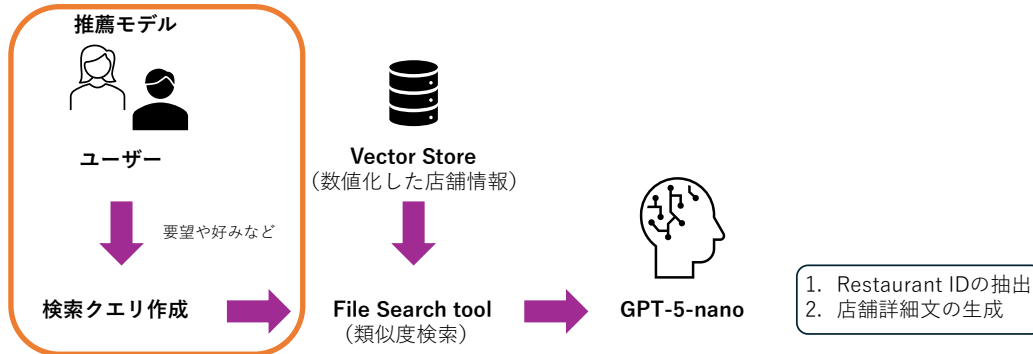 推薦モデル
ユーザー
要望や好みなど
検索クエリ作成
Vector Store
（数値化した店舗情報）
File Search tool
（類似度検索）
GPT-5-nano
1. Restaurant IDの抽出
2. 店舗詳細文の生成